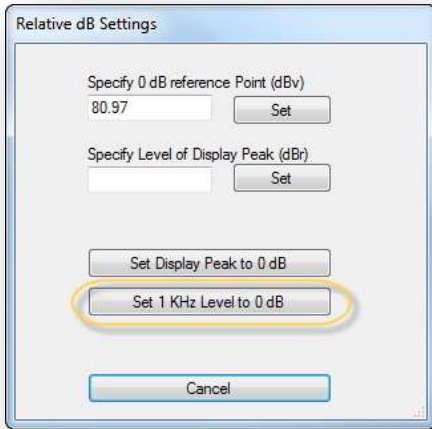 Relative dB Settings
Specify 0 dB reference Point (dBv)
80.97
Set
Specify Level of Display Peak (dBr)
Set
Set Display Peak to 0 dB
Set 1 KHz Level to 0 dB
Cancel